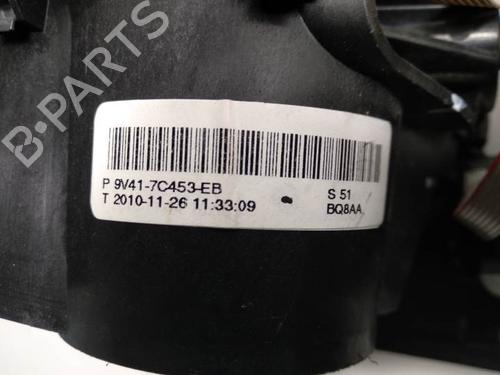 B-PARTS
P 9V41-7C453-EB
S 51
T 2010-11-26 11:33:09
BQ8AA